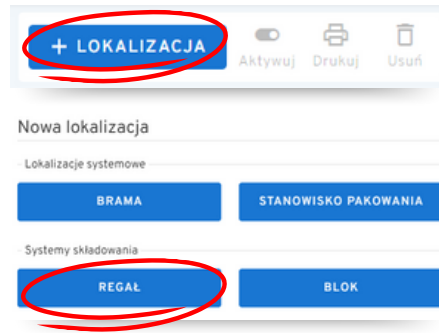 + LOKALIZACJA
Aktywuj Drukuj Usuń
Nowa lokalizacja
Lokalizacje systemowe
BRAMA STANOWISKO PAKOWANIA
Systemy składowania
REGAŁ BLOK